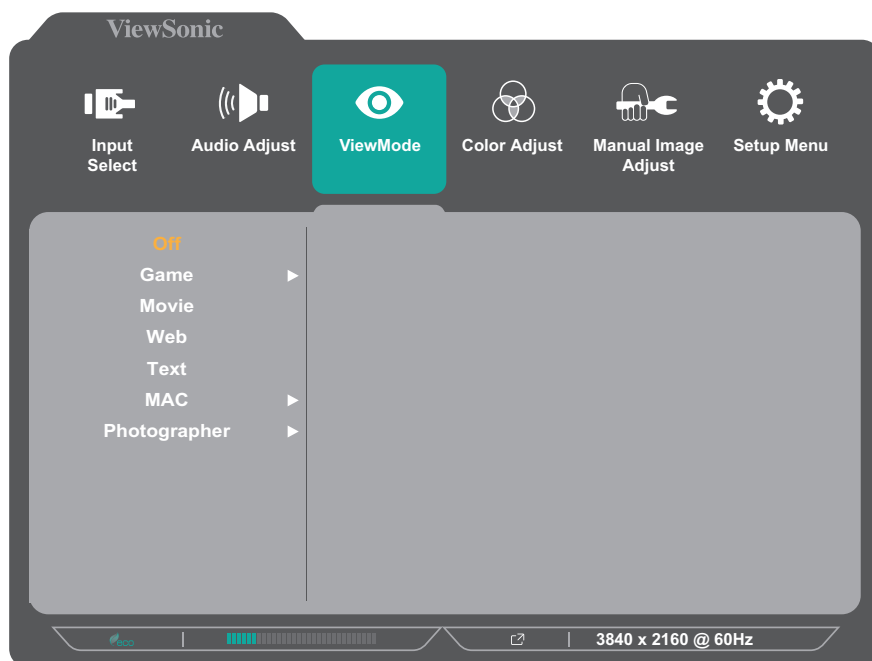 ViewSonic
Input Select
Audio Adjust
ViewMode
Color Adjust
Manual Image Adjust
Setup Menu
Off
Game
Movie
Web
Text
MAC
Photographer
eco
3840 x 2160 @ 60Hz